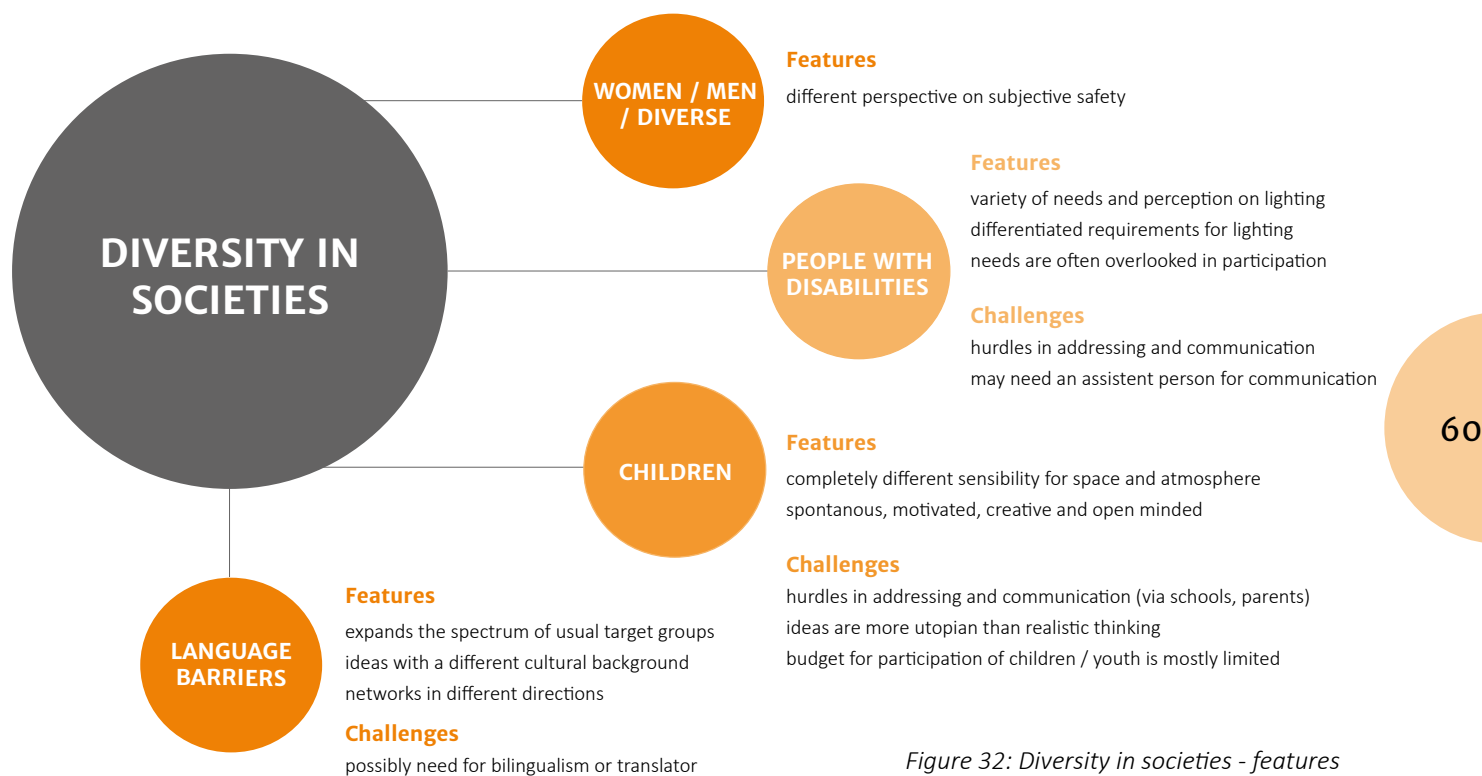 DIVERSITY IN
SOCIETIES
WOMEN / MEN
/ DIVERSE
Features
different perspective on subjective safety
PEOPLE WITH
DISABILITIES
Features
variety of needs and perception on lighting
differentiated requirements for lighting
needs are often overlooked in participation
Challenges
hurdles in addressing and communication
may need an assistent person for communication
60
CHILDREN
Features
completely different sensibility for space and atmosphere
spontanous, motivated, creative and open minded
Challenges
hurdles in addressing and communication (via schools, parents)
ideas are more utopian than realistic thinking
budget for participation of children / youth is mostly limited
LANGUAGE
BARRIERS
Features
expands the spectrum of usual target groups
ideas with a different cultural background
networks in different directions
Challenges
possibly need for bilingualism or translator
Figure 32: Diversity in societies - features